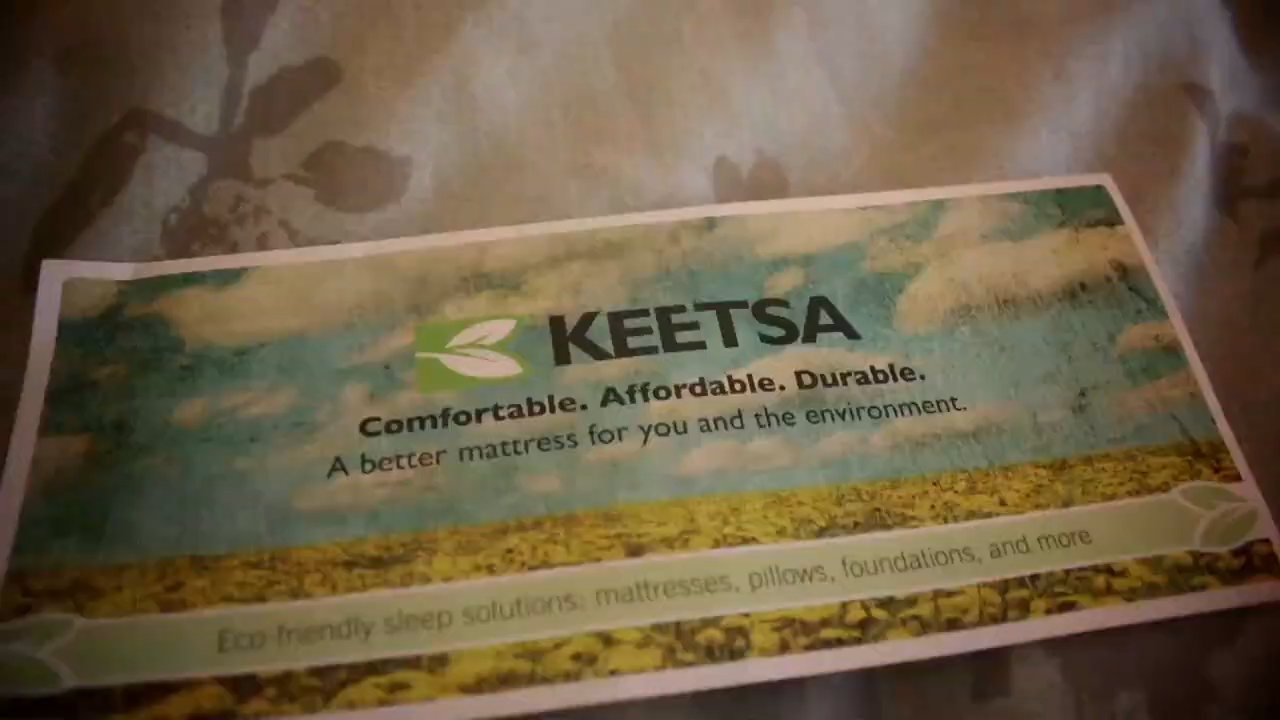 KEETSA
Comfortable. Affordable. Durable.
A better mattress for you and the environment.
Eco-friendly sleep solutions: mattresses, pillows, foundations, and more